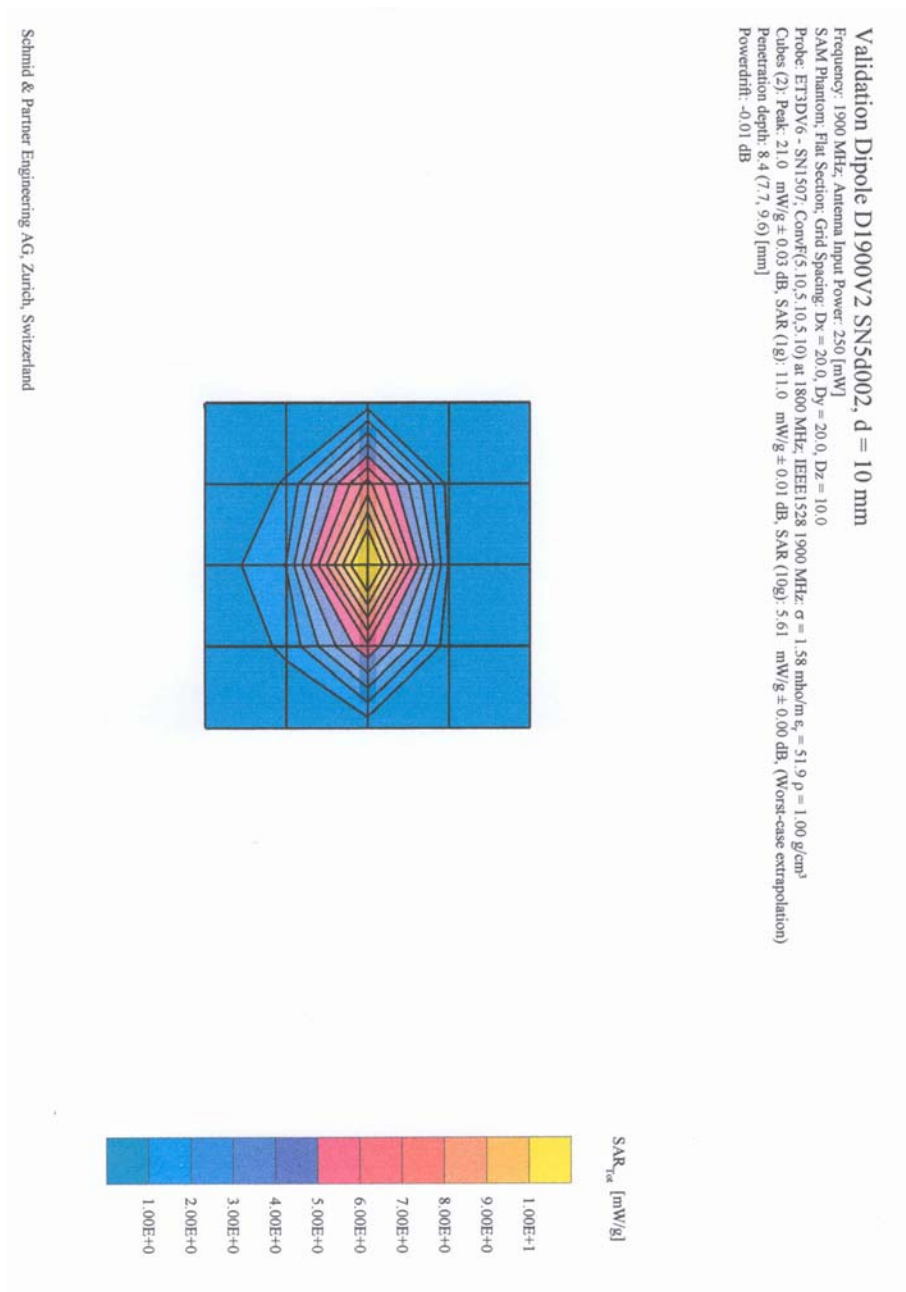 Validation Dipole D1900V2 SN5d002, d = 10 mm
Frequency: 1900 MHz; Antenna Input Power: 250 [mW]
SAM Phantom; Flat Section; Grid Spacing: Dx = 20.0, Dy = 20.0, Dz = 10.0
Probe: ET3DV6 - SN1507; ConvF(5.10,5.10,5.10) at 1800 MHz; IEEE1528 1900 MHz: σ = 1.58 mho/m εr = 51.9 ρ = 1.00 g/cm³
Cubes (2): Peak: 21.0 mW/g ± 0.03 dB, SAR (1g): 11.0 mW/g ± 0.01 dB, SAR (10g): 5.61 mW/g ± 0.00 dB, (Worst-case extrapolation)
Penetration depth: 8.4 (7.7, 9.6) [mm]
Powerdrift: -0.01 dB
SARTot [mW/g]
1.00E+1
9.00E+0
8.00E+0
7.00E+0
6.00E+0
5.00E+0
4.00E+0
3.00E+0
2.00E+0
1.00E+0
Schmid & Partner Engineering AG, Zurich, Switzerland